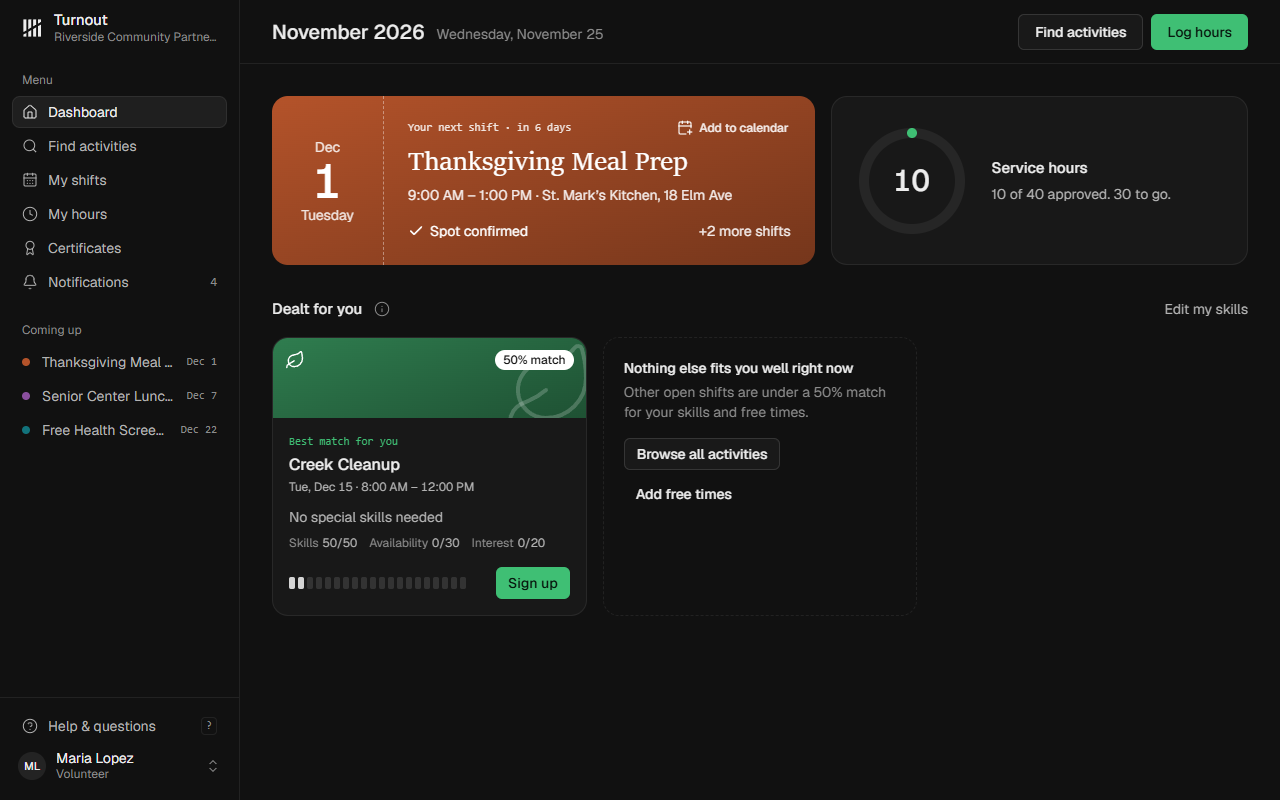 Turnout
Riverside Community Partne...
Menu
Dashboard
Find activities
My shifts
My hours
Certificates
Notifications 4
Coming up
Thanksgiving Meal ... Dec 1
Senior Center Lunc... Dec 7
Free Health Scree... Dec 22
Help & questions ?
ML
Maria Lopez
Volunteer
November 2026 Wednesday, November 25
Find activities
Log hours
Dec
1
Tuesday
Your next shift · in 6 days
Add to calendar
Thanksgiving Meal Prep
9:00 AM – 1:00 PM · St. Mark's Kitchen, 18 Elm Ave
Spot confirmed
+2 more shifts
10
Service hours
10 of 40 approved. 30 to go.
Dealt for you
Edit my skills
50% match
Best match for you
Creek Cleanup
Tue, Dec 15 · 8:00 AM – 12:00 PM
No special skills needed
Skills 50/50 Availability 0/30 Interest 0/20
Sign up
Nothing else fits you well right now
Other open shifts are under a 50% match
for your skills and free times.
Browse all activities
Add free times